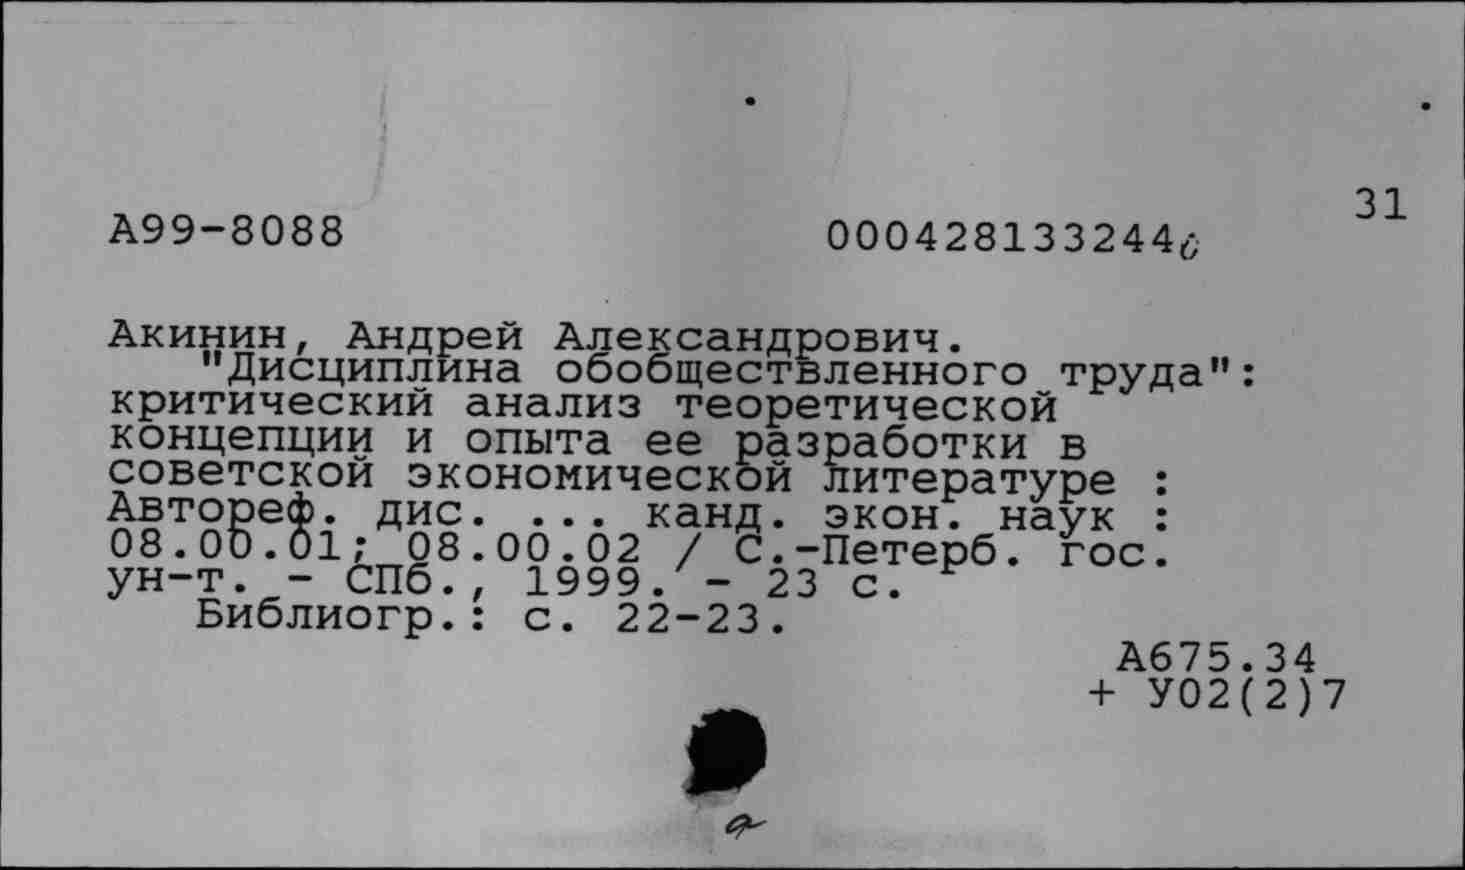 31
А99-8088 000428133244
Акинин, Андрей Александрович.
"Дисциплина обобществленного труда":
критический анализ теоретической
концепции и опыта ее разработки в
советской экономической литературе :
Автореф. дис. ... канд. экон. наук :
08.00.01; 08.00.02 / С.-Петерб. гос.
ун-т. - СПб., 1999. - 23 с.
Библиогр.: с. 22-23.
А675.34
+ У02(2)7